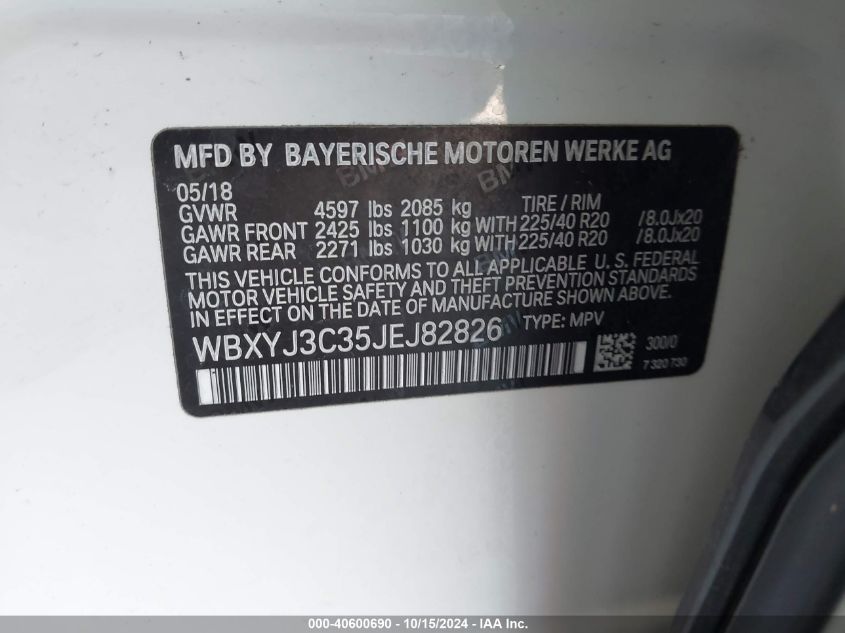 MFD BY BAYERISCHE MOTOREN WERKE AG
05/18
GVWR 4597 lbs 2085 kg TIRE / RIM
GAWR FRONT 2425 lbs 1100 kg WITH 225/40 R20 /8.0Jx20
GAWR REAR 2271 lbs 1030 kg WITH 225/40 R20 /8.0Jx20
THIS VEHICLE CONFORMS TO ALL APPLICABLE U.S. FEDERAL
MOTOR VEHICLE SAFETY AND THEFT PREVENTION STANDARDS
IN EFFECT ON THE DATE OF MANUFACTURE SHOWN ABOVE.
WBXYJ3C35JEJ82826 TYPE: MPV
300/0
7 320 730
000-40600690 - 10/15/2024 - IAA Inc.